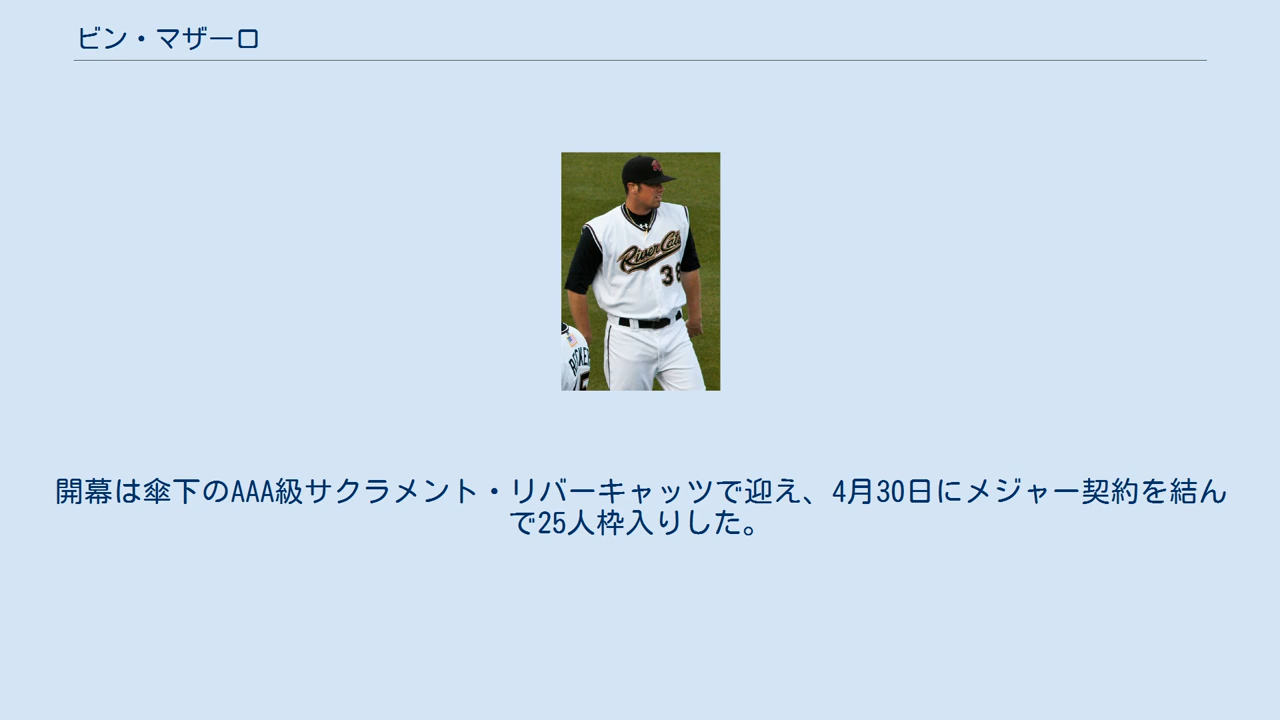 ビン・マザーロ
RiverCats
36
開幕は傘下のAAA級サクラメント・リバーキャッツで迎え、4月30日にメジャー契約を結ん
で25人枠入りした。